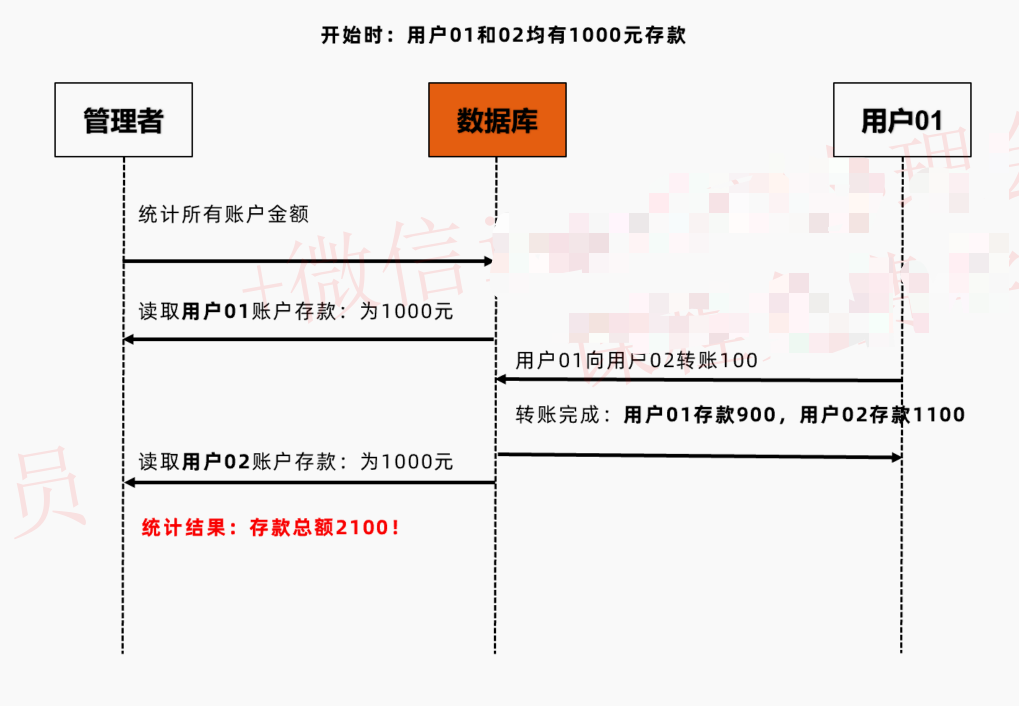 开始时：用户01和02均有1000元存款
管理者
数据库
用户01
统计所有账户金额
读取用户01账户存款：为1000元
用户01向用户02转账100
转账完成：用户01存款900，用户02存款1100
读取用户02账户存款：为1000元
统计结果：存款总额2100！
+微信
员